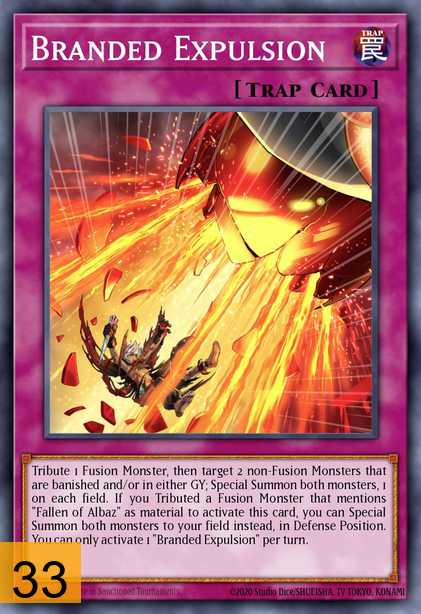 Branded Expulsion
TRAP
罠
[ Trap Card ]
Tribute 1 Fusion Monster, then target 2 non-Fusion Monsters that
are banished and/or in either GY; Special Summon both monsters, 1
on each field. If you Tributed a Fusion Monster that mentions
"Fallen of Albaz" as material to activate this card, you can Special
Summon both monsters to your field instead, in Defense Position.
You can only activate 1 "Branded Expulsion" per turn.
33
in Sanctioned Tournaments
©2020 Studio Dice/SHUEISHA, TV TOKYO, KONAMI